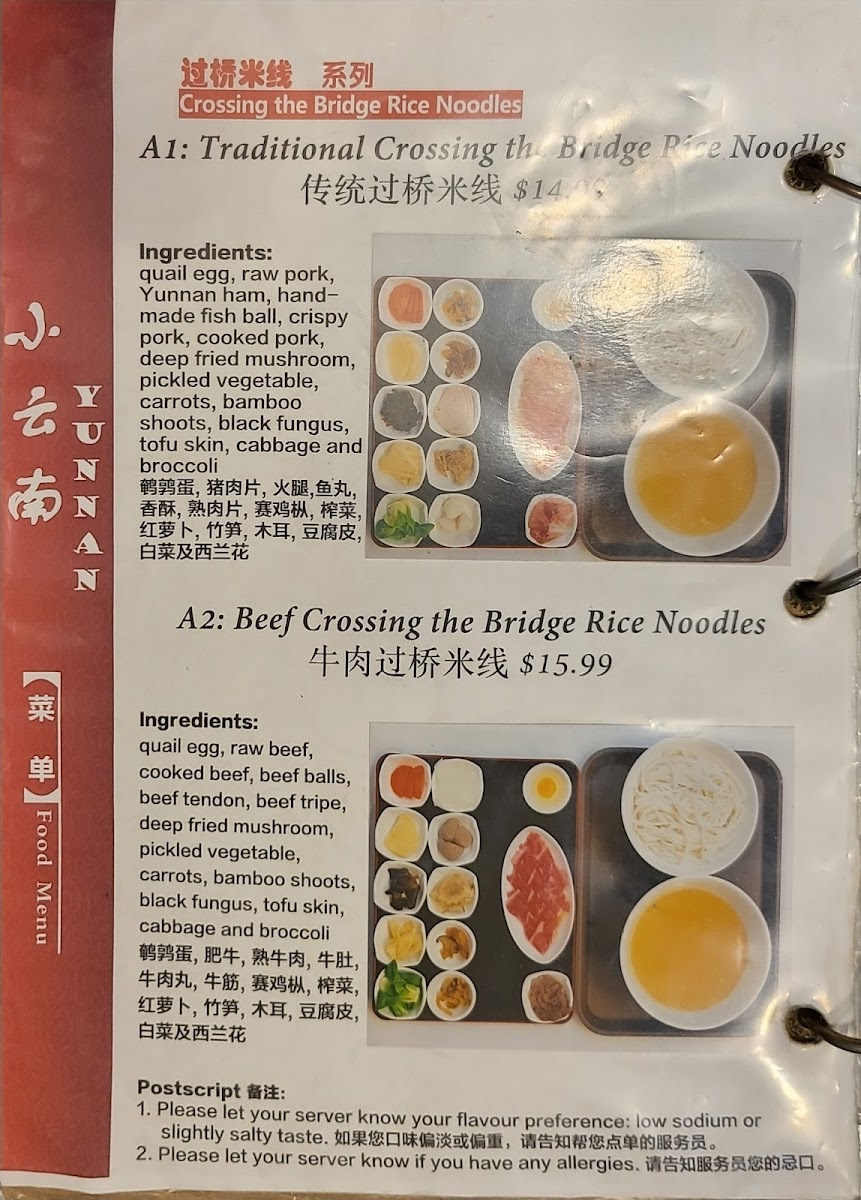 过桥米线 系列
Crossing the Bridge Rice Noodles
A1: Traditional Crossing the Bridge Rice Noodles
传统过桥米线 $14.99
Ingredients:
quail egg, raw pork,
Yunnan ham, hand-
made fish ball, crispy
pork, cooked pork,
deep fried mushroom,
pickled vegetable,
carrots, bamboo
shoots, black fungus,
tofu skin, cabbage and
broccoli
鹌鹑蛋, 猪肉片, 火腿,鱼丸,
香酥, 熟肉片, 赛鸡枞, 榨菜,
红萝卜, 竹笋, 木耳, 豆腐皮,
白菜及西兰花
A2: Beef Crossing the Bridge Rice Noodles
牛肉过桥米线 $15.99
Ingredients:
quail egg, raw beef,
cooked beef, beef balls,
beef tendon, beef tripe,
deep fried mushroom,
pickled vegetable,
carrots, bamboo shoots,
black fungus, tofu skin,
cabbage and broccoli
鹌鹑蛋, 肥牛, 熟牛肉, 牛肚,
牛肉丸, 牛筋, 赛鸡枞, 榨菜,
红萝卜, 竹笋, 木耳, 豆腐皮,
白菜及西兰花
Postscript 备注:
1. Please let your server know your flavour preference: low sodium or
slightly salty taste. 如果您口味偏淡或偏重，请告知帮您点单的服务员。
2. Please let your server know if you have any allergies. 请告知服务员您的忌口。
小云南
YUNNAN
【菜单】
Food Menu